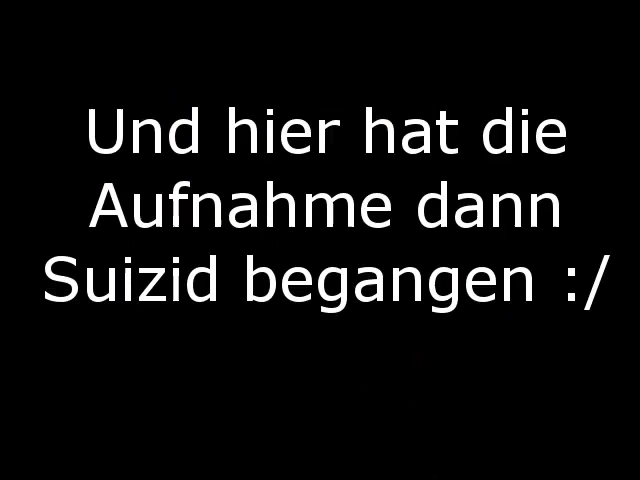 Und hier hat die
Aufnahme dann
Suizid begangen :/